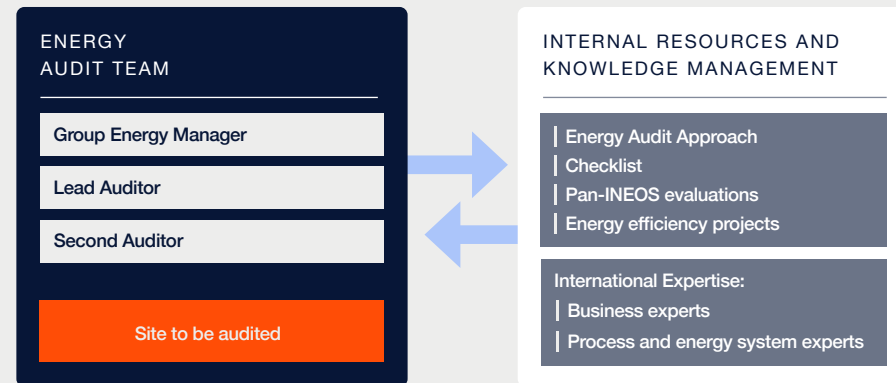 ENERGY
AUDIT TEAM
Group Energy Manager
Lead Auditor
Second Auditor
Site to be audited
INTERNAL RESOURCES AND
KNOWLEDGE MANAGEMENT
Energy Audit Approach
Checklist
Pan-INEOS evaluations
Energy efficiency projects
International Expertise:
Business experts
Process and energy system experts